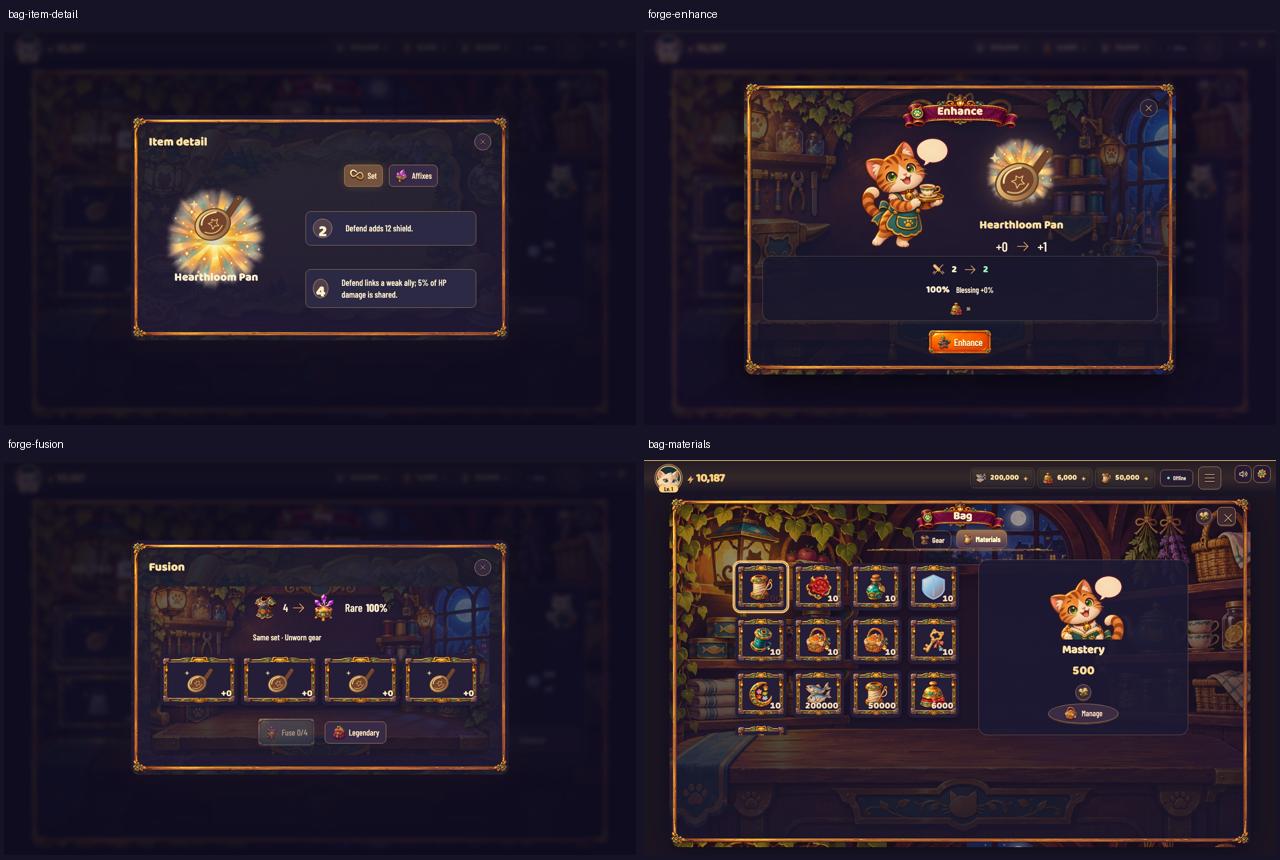 bag-item-detail
Item detail
Set
Affixes
2
Defend adds 12 shield.
4
Defend links a weak ally; 5% of HP
damage is shared.
Hearthloom Pan
forge-enhance
Enhance
Hearthloom Pan
+0 → +1
2 → 2
100% Blessing +0%
Enhance
forge-fusion
Fusion
4 → Rare 100%
Same set · Unworn gear
+0 +0 +0 +0
Fuse 0/4
Legendary
bag-materials
Lv.1
10,187
200,000 +
6,000 +
50,000 +
Offline
Bag
Gear
Materials
10 10 10
10 10 10 10
10 200000 50000 6000
Mastery
500
Manage